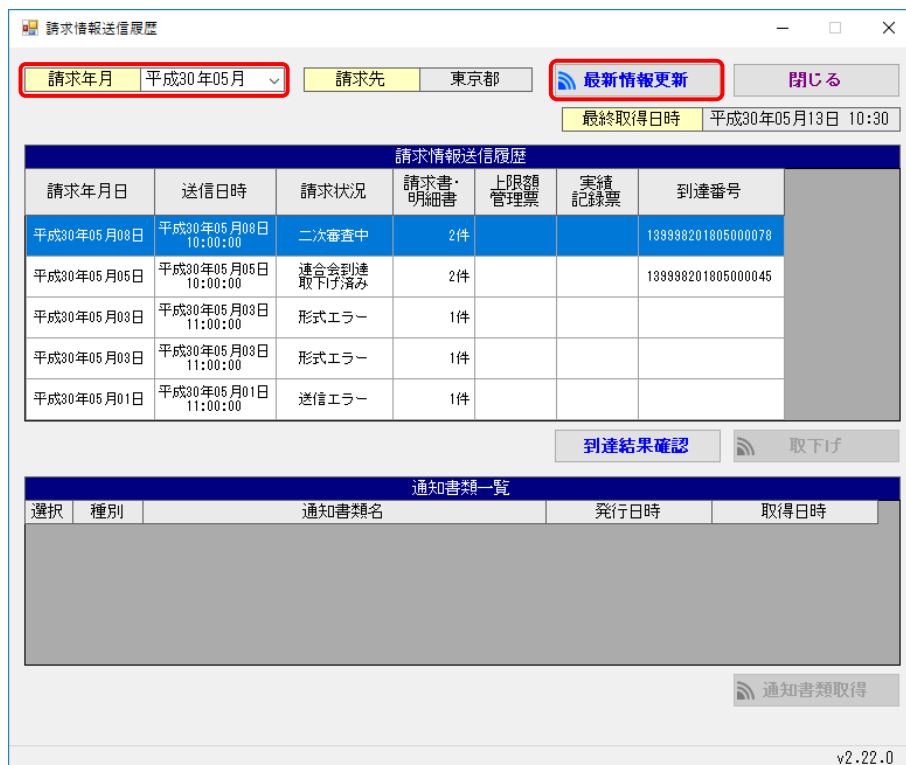 請求情報送信履歴
請求年月 平成30年05月 請求先 東京都 最新情報更新 閉じる
最終取得日時 平成30年05月13日 10:30
請求情報送信履歴
請求年月日 送信日時 請求状況 請求書・明細書 上限額管理票 実績記録票 到達番号
平成30年05月08日 平成30年05月08日 10:00:00 二次審査中 2件 139998201805000078
平成30年05月05日 平成30年05月05日 10:00:00 連合会到達取下げ済み 2件 139998201805000045
平成30年05月03日 平成30年05月03日 11:00:00 形式エラー 1件
平成30年05月03日 平成30年05月03日 11:00:00 形式エラー 1件
平成30年05月01日 平成30年05月01日 11:00:00 送信エラー 1件
到達結果確認 取下げ
通知書類一覧
選択 種別 通知書類名 発行日時 取得日時
通知書類取得
v2.22.0